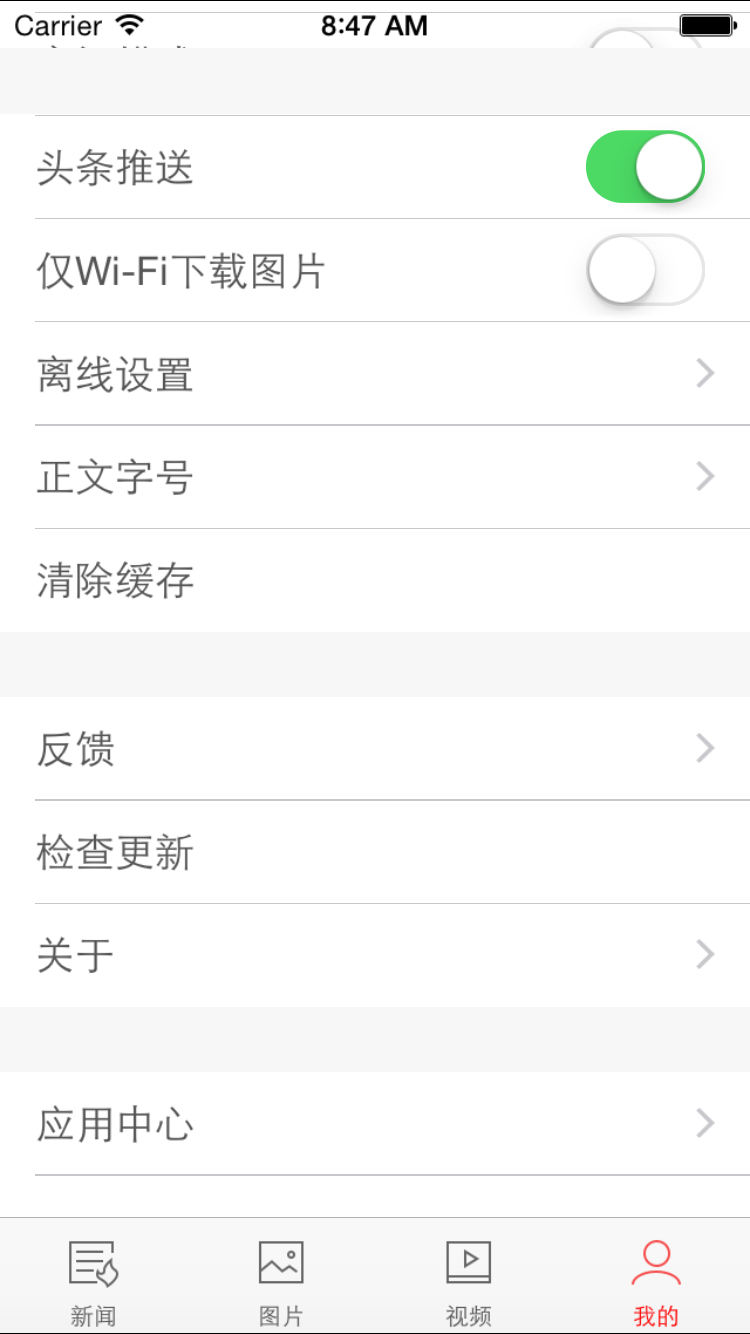 Carrier 8:47 AM
头条推送
仅Wi-Fi下载图片
离线设置
正文字号
清除缓存
反馈
检查更新
关于
应用中心
新闻 图片 视频 我的